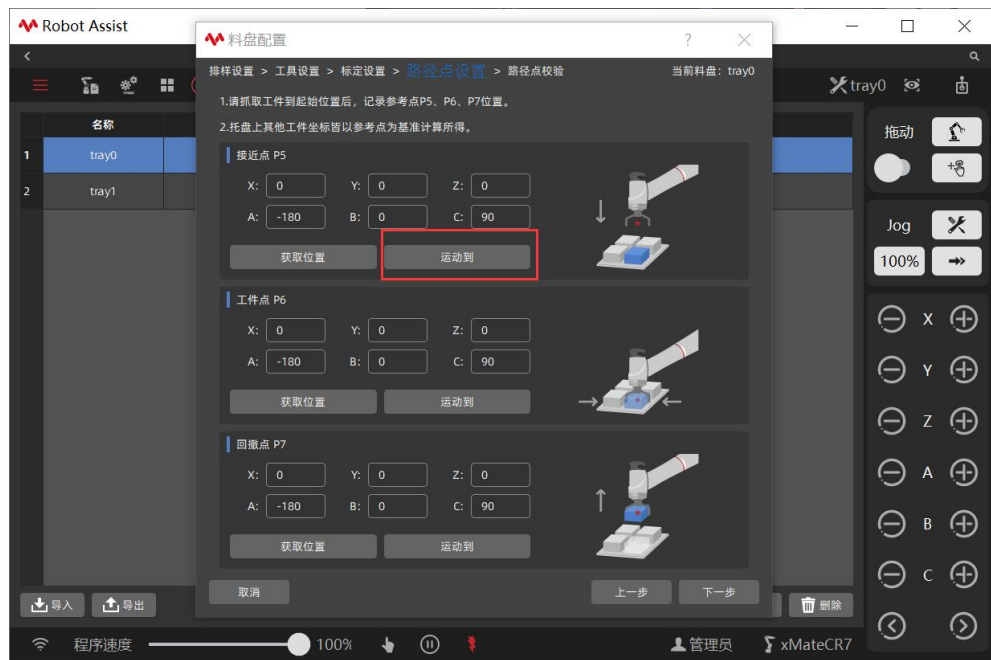 Robot Assist
料盘配置
?
排样设置 > 工具设置 > 标定设置 > 路径点设置 > 路径点校验
当前料盘：tray0
1.请抓取工件到起始位置后，记录参考点P5、P6、P7位置。
2.托盘上其他工件坐标皆以参考点为基准计算所得。
tray0
名称
1 tray0
2 tray1
接近点 P5
X: 0 Y: 0 Z: 0
A: -180 B: 0 C: 90
获取位置 运动到
工件点 P6
X: 0 Y: 0 Z: 0
A: -180 B: 0 C: 90
获取位置 运动到
回撤点 P7
X: 0 Y: 0 Z: 0
A: -180 B: 0 C: 90
获取位置 运动到
取消 上一步 下一步
拖动
Jog
100%
X
Y
Z
A
B
C
导入 导出 删除
程序速度 100% 管理员 xMateCR7